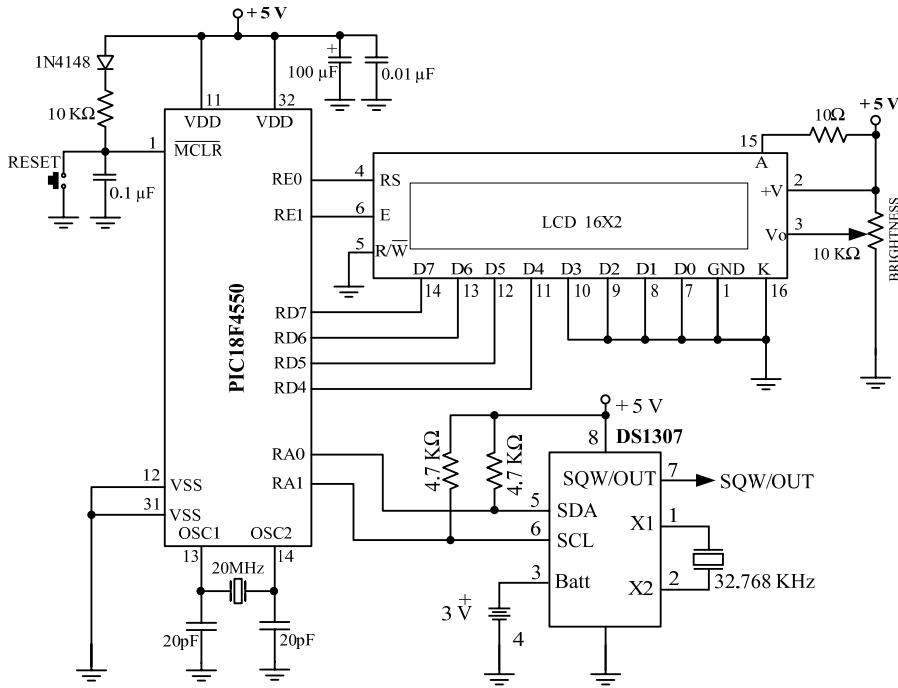 +5 V
1N4148
10 KΩ
RESET
0.1 µF
+
100 µF
0.01 µF
11
32
VDD
VDD
1
MCLR
PIC18F4550
RE0
RE1
RD7
RD6
RD5
RD4
RA0
RA1
12
VSS
31
VSS
OSC1
OSC2
13
14
20MHz
20pF
20pF
4
RS
6
E
5
R/W
LCD 16X2
15
A
10Ω
+5 V
+V
2
Vo
3
10 KΩ
BRIGHTNESS
D7
D6
D5
D4
D3
D2
D1
D0
GND
K
14
13
12
11
10
9
8
7
1
16
+5 V
8
DS1307
4.7 KΩ
4.7 KΩ
SQW/OUT
7
SQW/OUT
5
SDA
6
SCL
3
Batt
X1
1
X2
2
32.768 KHz
+
3 V
4